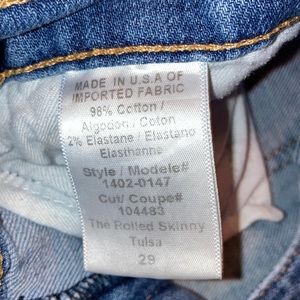 MADE IN U.S.A OF
IMPORTED FABRIC
98% Cotton /
Algodon / Coton
2% Elastane / Elastano
Elasthanne
Style / Modele#
1402-0147
Cut/ Coupe#
104483
The Rolled Skinny
Tulsa
29